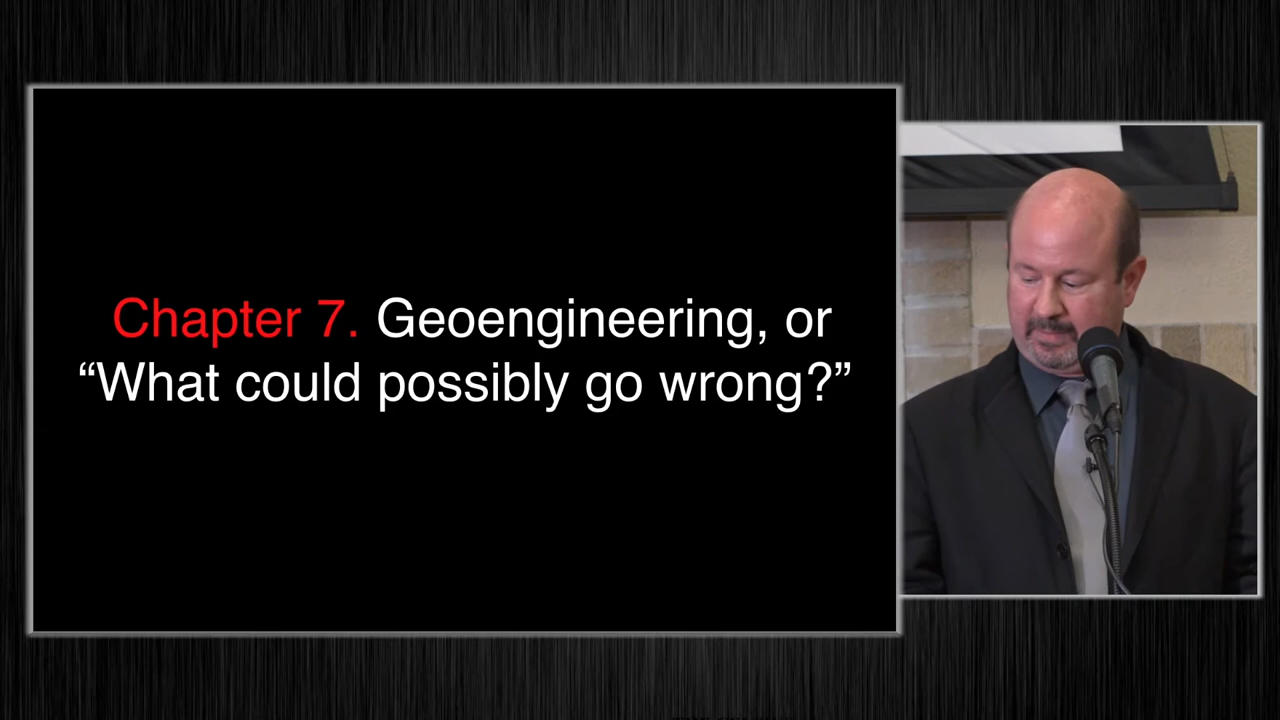 Chapter 7. Geoengineering, or
“What could possibly go wrong?”